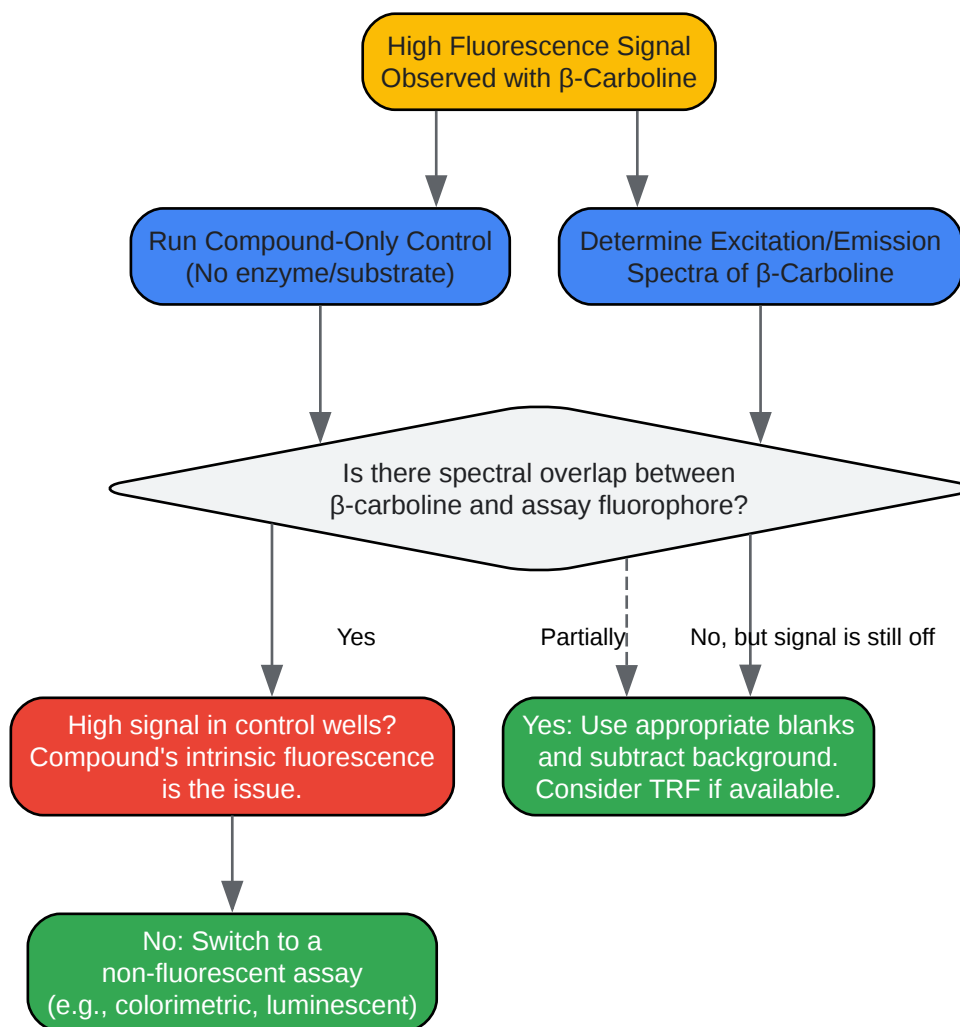 High Fluorescence Signal
Observed with β-Carboline
Run Compound-Only Control
(No enzyme/substrate)
Determine Excitation/Emission
Spectra of β-Carboline
Is there spectral overlap between
β-carboline and assay fluorophore?
Yes
Partially
No, but signal is still off
High signal in control wells?
Compound's intrinsic fluorescence
is the issue.
Yes: Use appropriate blanks
and subtract background.
Consider TRF if available.
No: Switch to a
non-fluorescent assay
(e.g., colorimetric, luminescent)